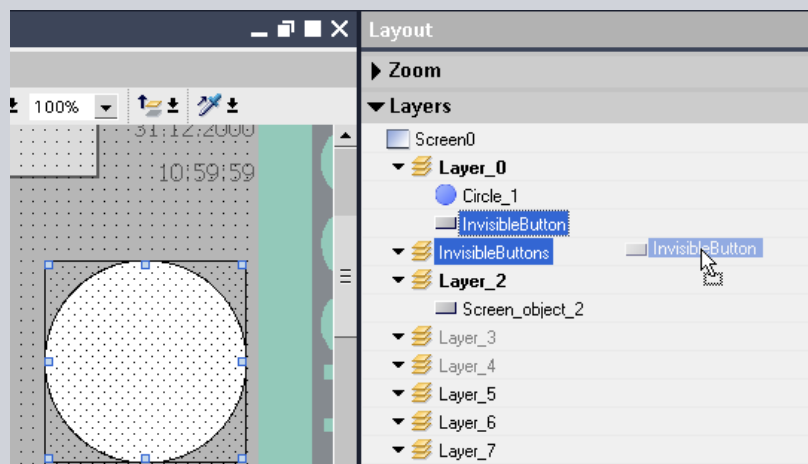 Layout
Zoom
100%
Layers
31.12.2000
Screen0
10:59:59
Layer_0
Circle_1
InvisibleButton
InvisibleButtons
InvisibleButton
Layer_2
Screen_object_2
Layer_3
Layer_4
Layer_5
Layer_6
Layer_7